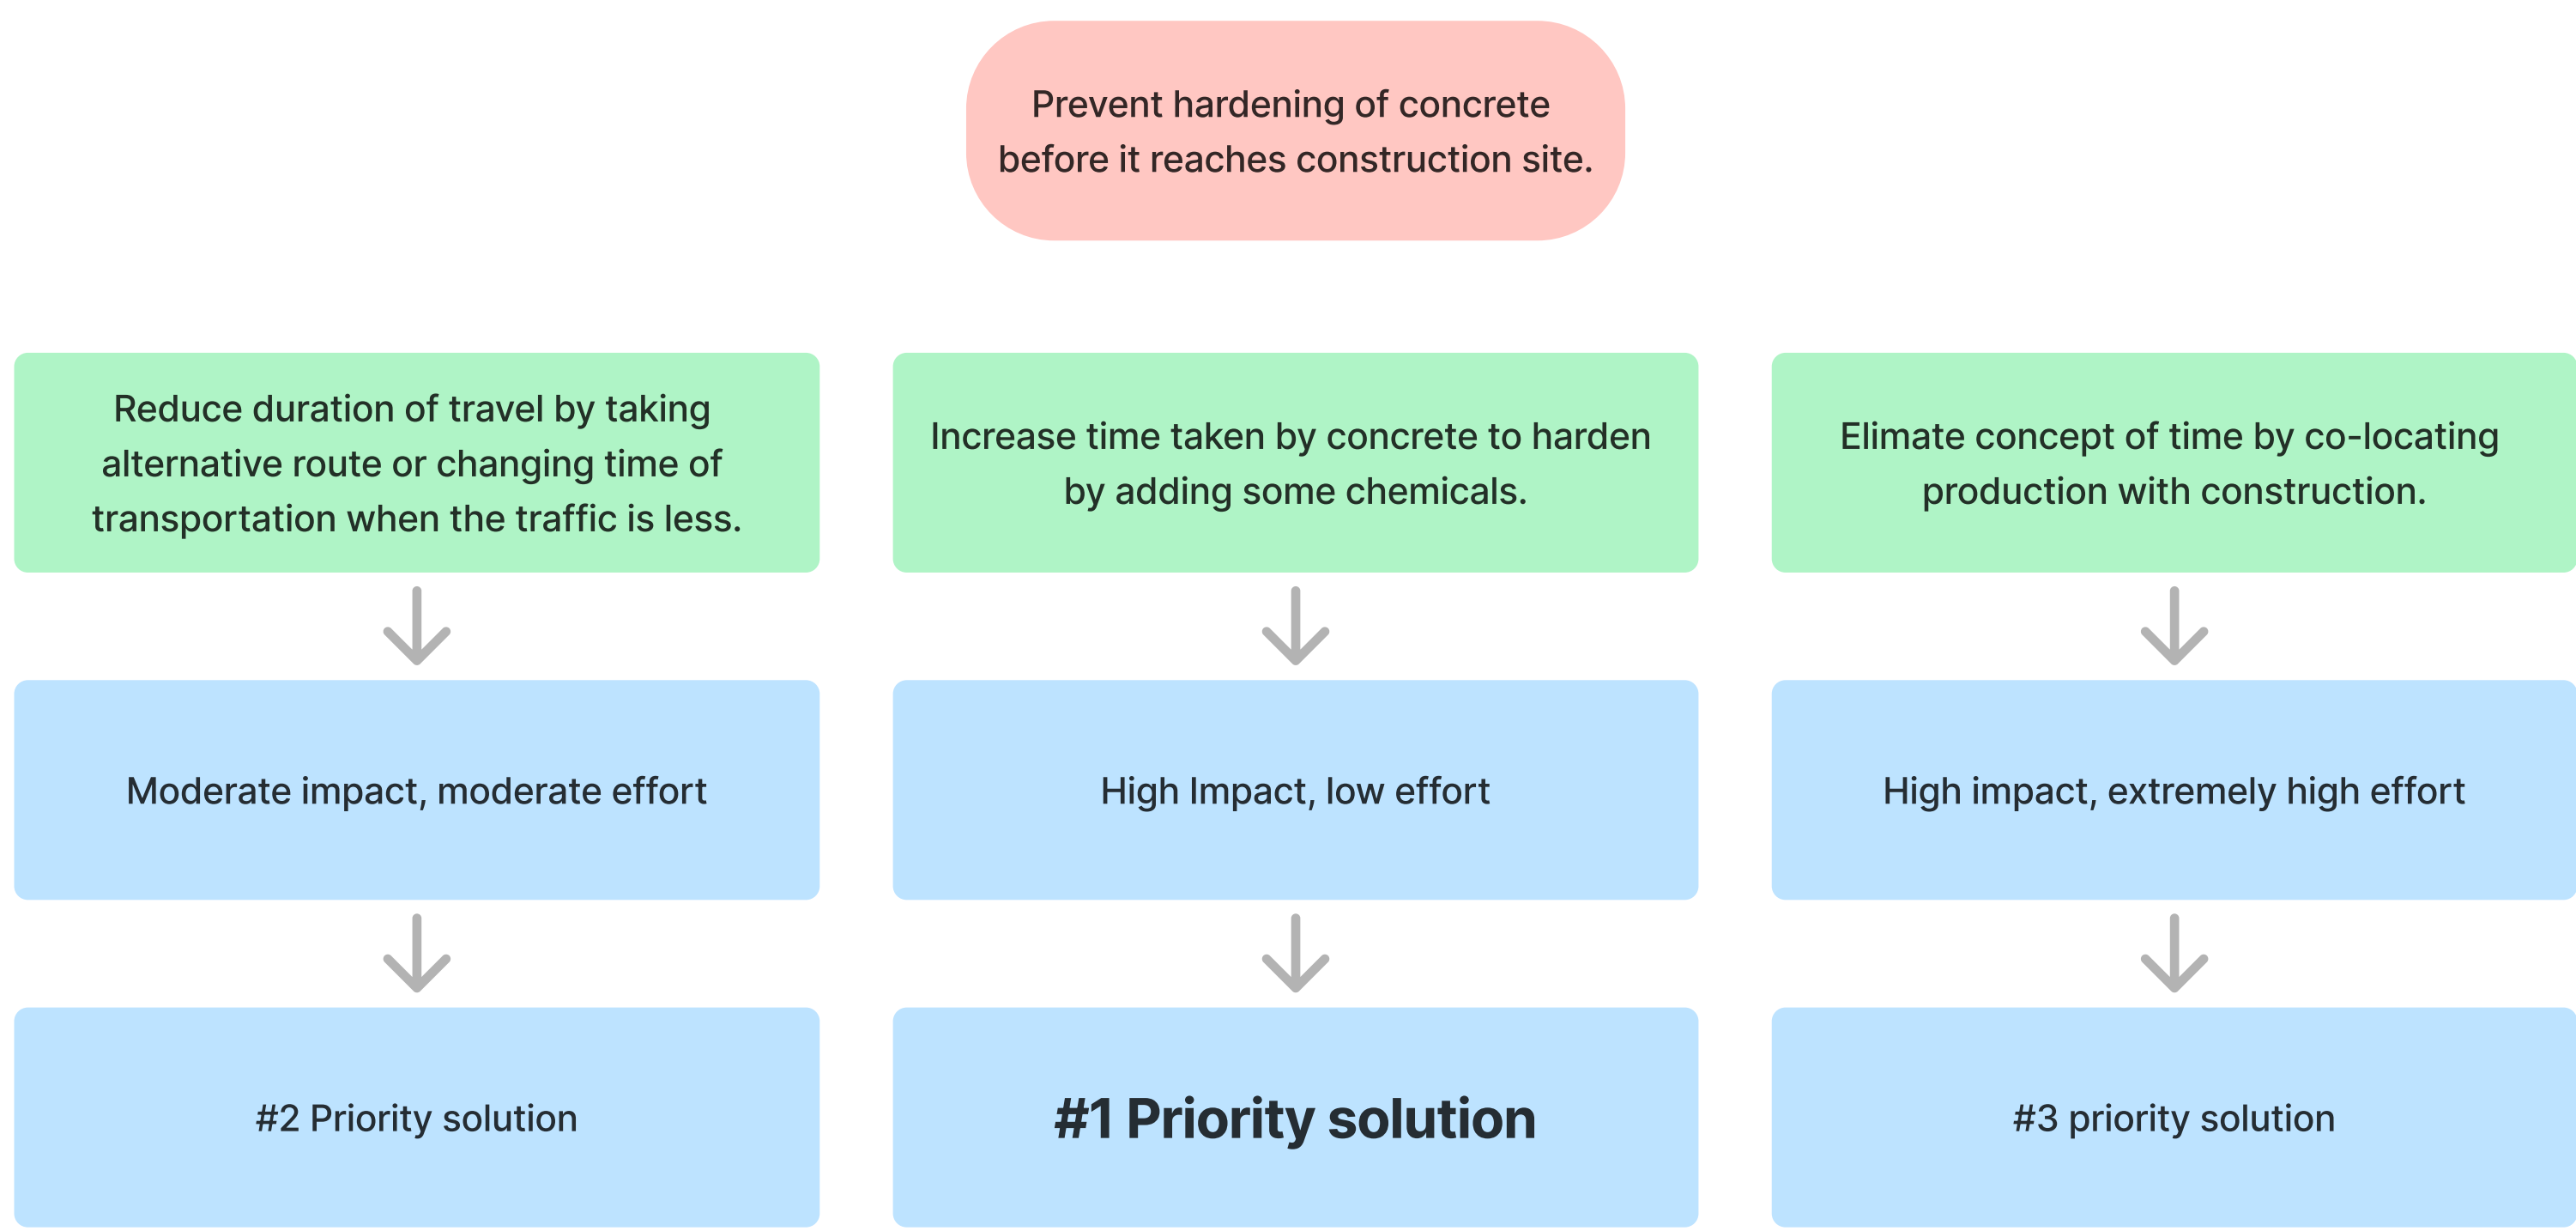 Prevent hardening of concrete
before it reaches construction site.
Reduce duration of travel by taking
alternative route or changing time of
transportation when the traffic is less.
Increase time taken by concrete to harden
by adding some chemicals.
Elimate concept of time by co-locating
production with construction.
Moderate impact, moderate effort
High Impact, low effort
High impact, extremely high effort
#2 Priority solution
#1 Priority solution
#3 priority solution